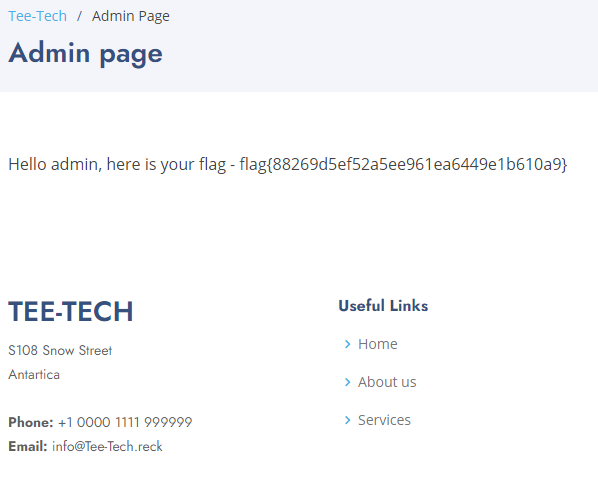 Tee-Tech / Admin Page
Admin page
Hello admin, here is your flag - flag{88269d5ef52a5ee961ea6449e1b610a9}
TEE-TECH
S108 Snow Street
Antartica
Phone: +1 0000 1111 999999
Email: info@Tee-Tech.reck
Useful Links
Home
About us
Services